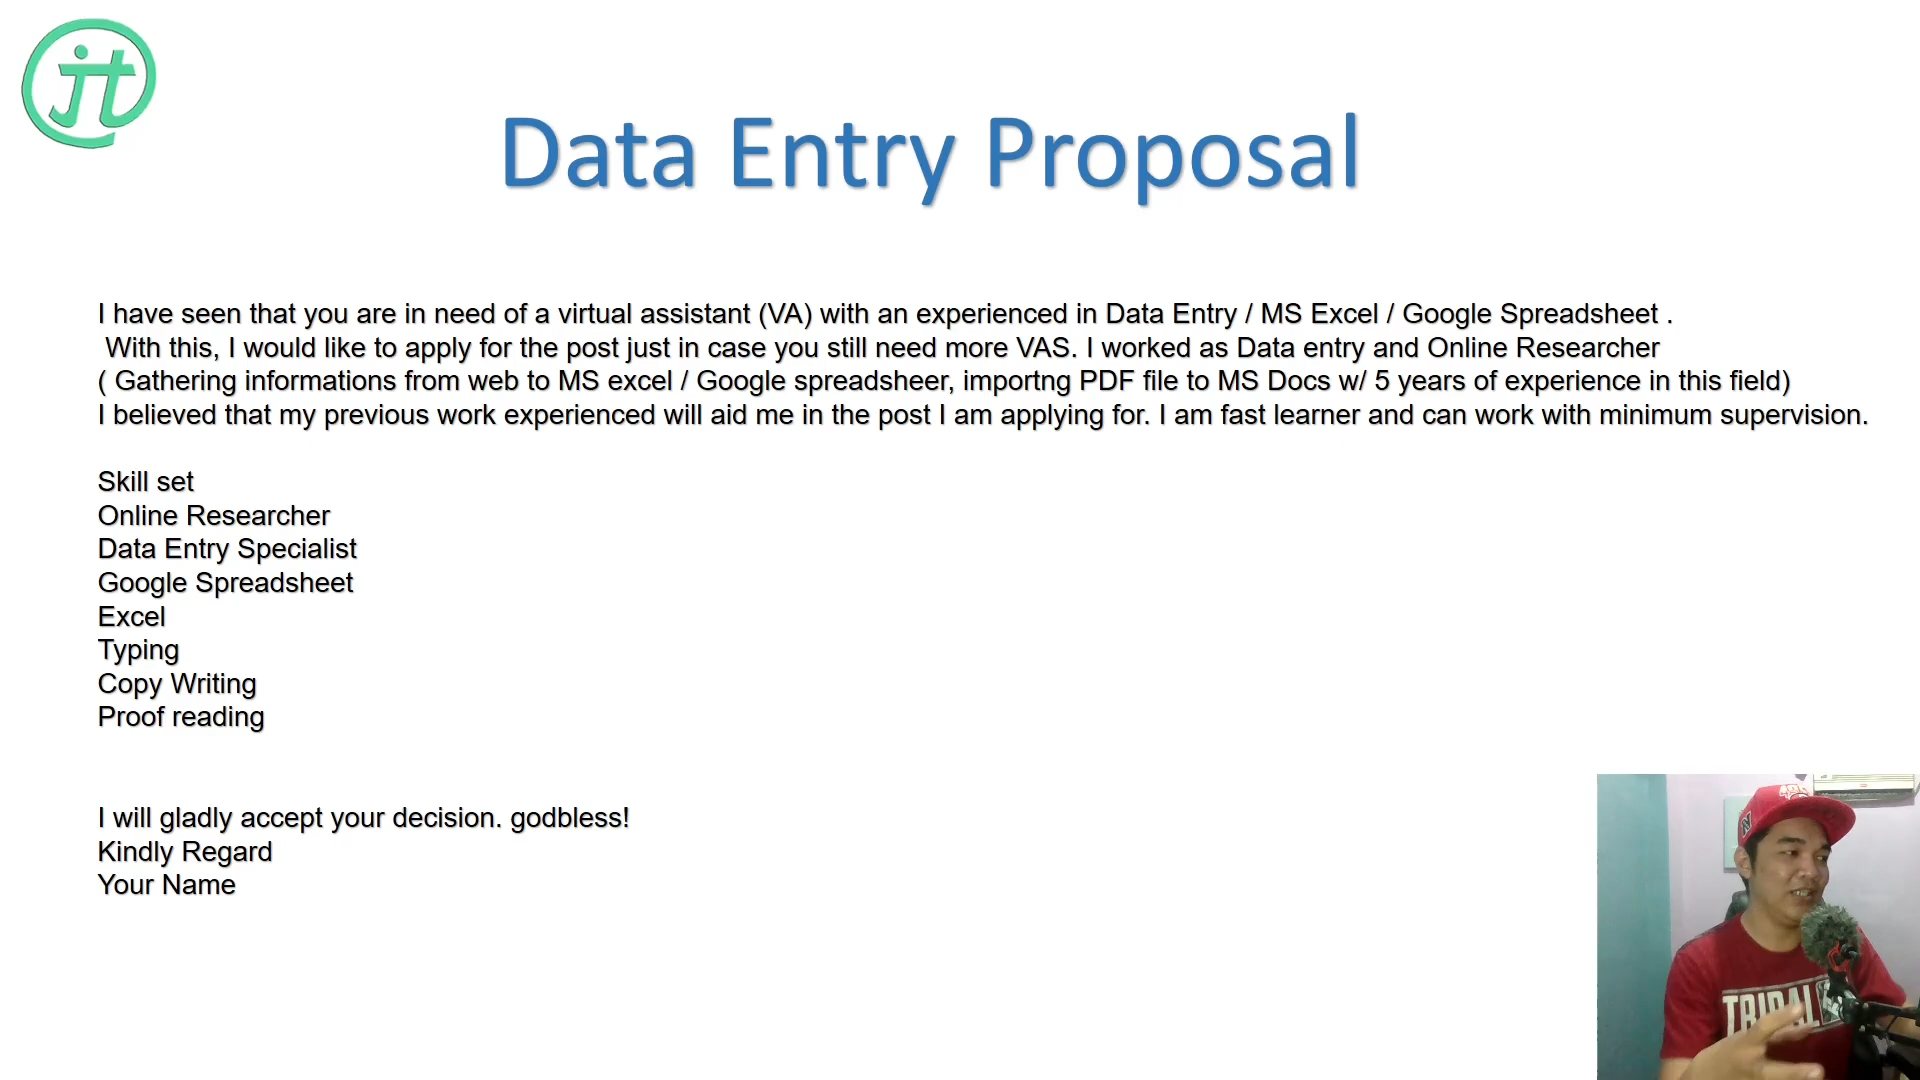 jt
Data Entry Proposal
I have seen that you are in need of a virtual assistant (VA) with an experienced in Data Entry / MS Excel / Google Spreadsheet .
With this, I would like to apply for the post just in case you still need more VAS. I worked as Data entry and Online Researcher
( Gathering informations from web to MS excel / Google spreadsheer, importng PDF file to MS Docs w/ 5 years of experience in this field)
I believed that my previous work experienced will aid me in the post I am applying for. I am fast learner and can work with minimum supervision.
Skill set
Online Researcher
Data Entry Specialist
Google Spreadsheet
Excel
Typing
Copy Writing
Proof reading
I will gladly accept your decision. godbless!
Kindly Regard
Your Name
TRIBAL